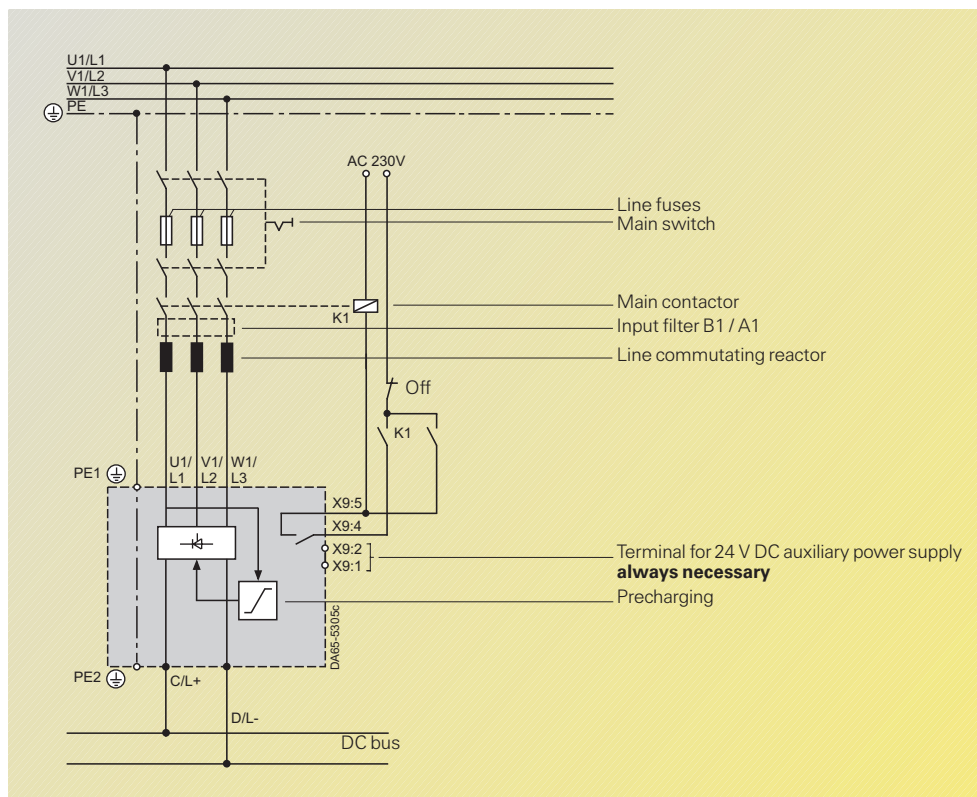 U1/L1
V1/L2
W1/L3
PE
AC 230V
Line fuses
Main switch
Main contactor
K1
Input filter B1 / A1
Line commutating reactor
Off
K1
PE1
U1/ V1/ W1/
L1 L2 L3
X9:5
X9:4
X9:2
X9:1
Terminal for 24 V DC auxiliary power supply
always necessary
Precharging
DA65-5305c
PE2
C/L+
D/L-
DC bus